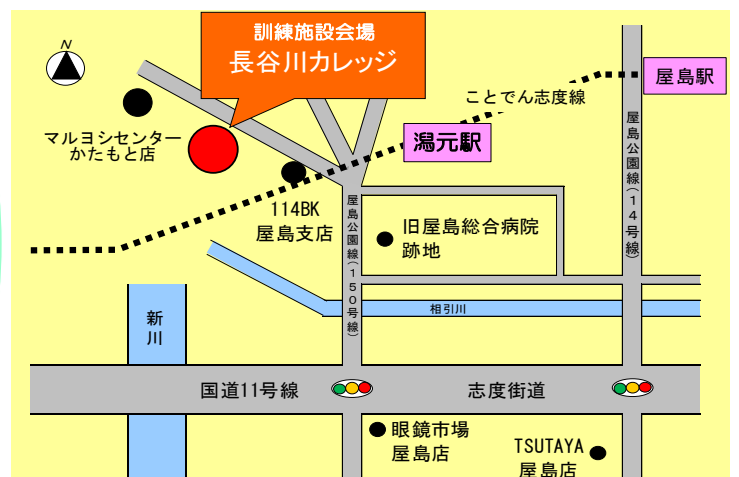 訓練施設会場
長谷川カレッジ
N
屋島駅
ことでん志度線
マルヨシセンター
かたもと店
潟元駅
屋島公園線(14号線)
114BK
屋島支店
屋島公園線(150号線)
旧屋島総合病院
跡地
新川
相引川
国道11号線
志度街道
眼鏡市場
屋島店
TSUTAYA
屋島店